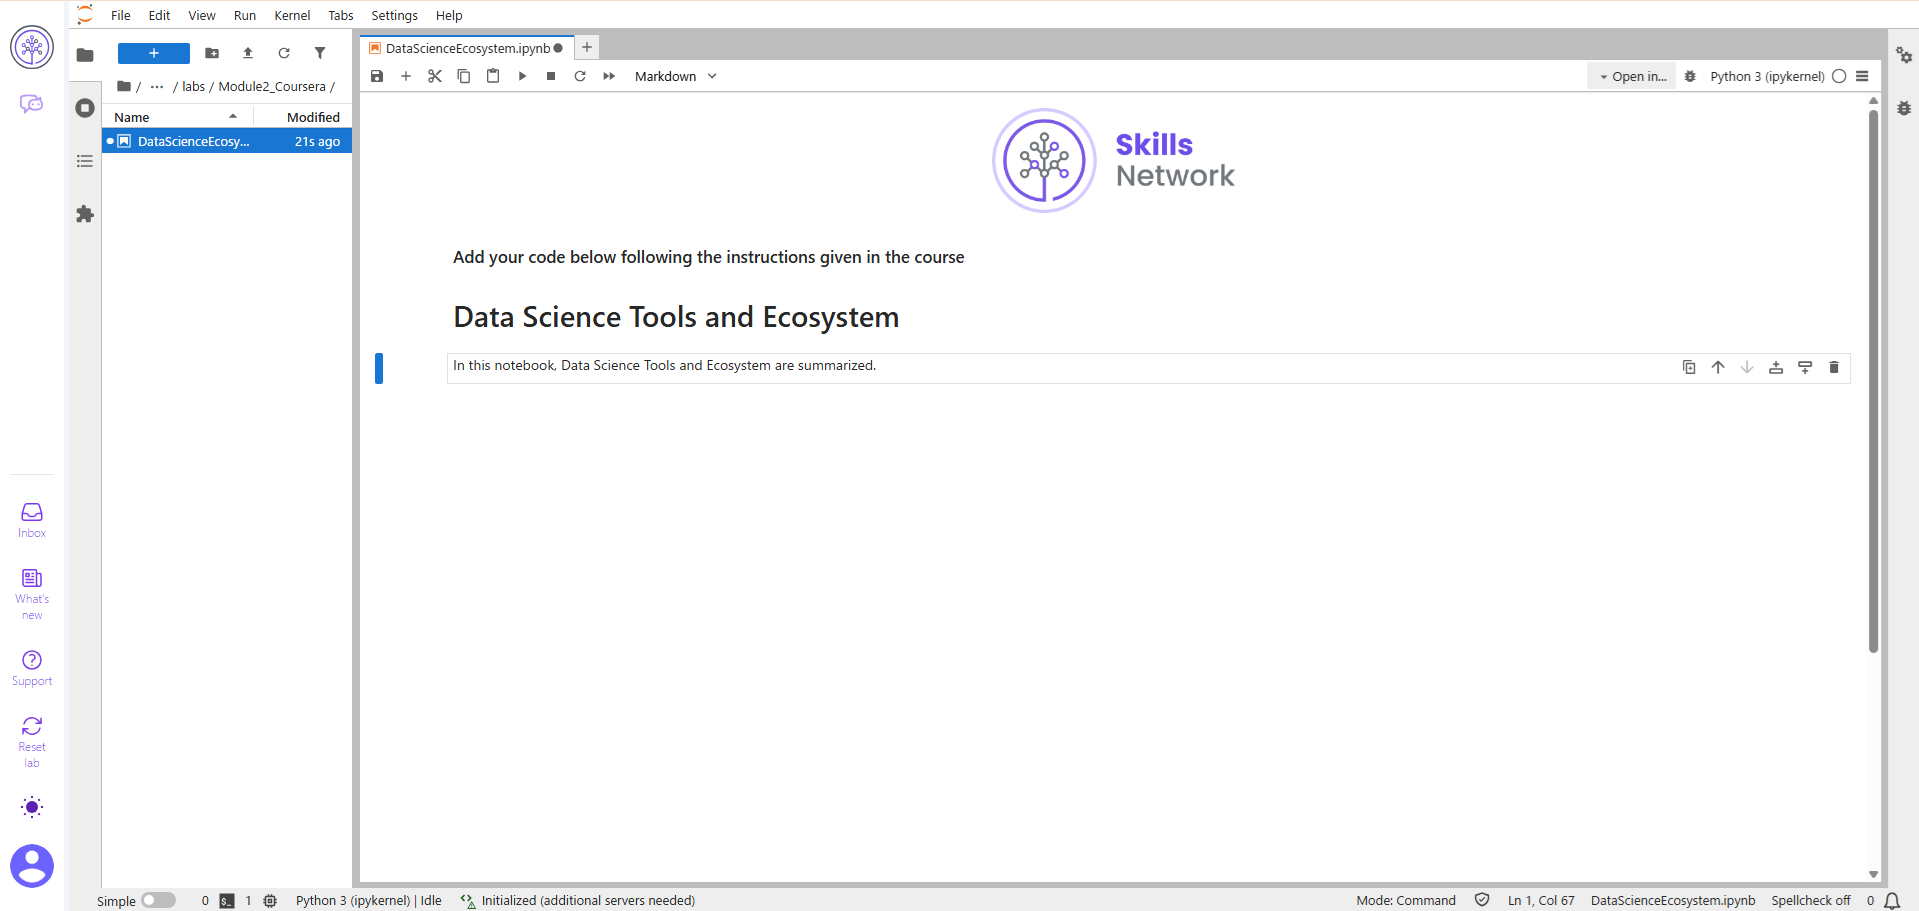 File Edit View Run Kernel Tabs Settings Help
+
/ ··· / labs / Module2_Coursera /
Name Modified
DataScienceEcosy... 21s ago
DataScienceEcosystem.ipynb
Markdown
Open in...
Python 3 (ipykernel)
Skills
Network
Add your code below following the instructions given in the course
Data Science Tools and Ecosystem
In this notebook, Data Science Tools and Ecosystem are summarized.
Inbox
What's
new
Support
Reset
lab
Simple 0 $_ 1 Python 3 (ipykernel) | Idle Initialized (additional servers needed) Mode: Command Ln 1, Col 67 DataScienceEcosystem.ipynb Spellcheck off 0